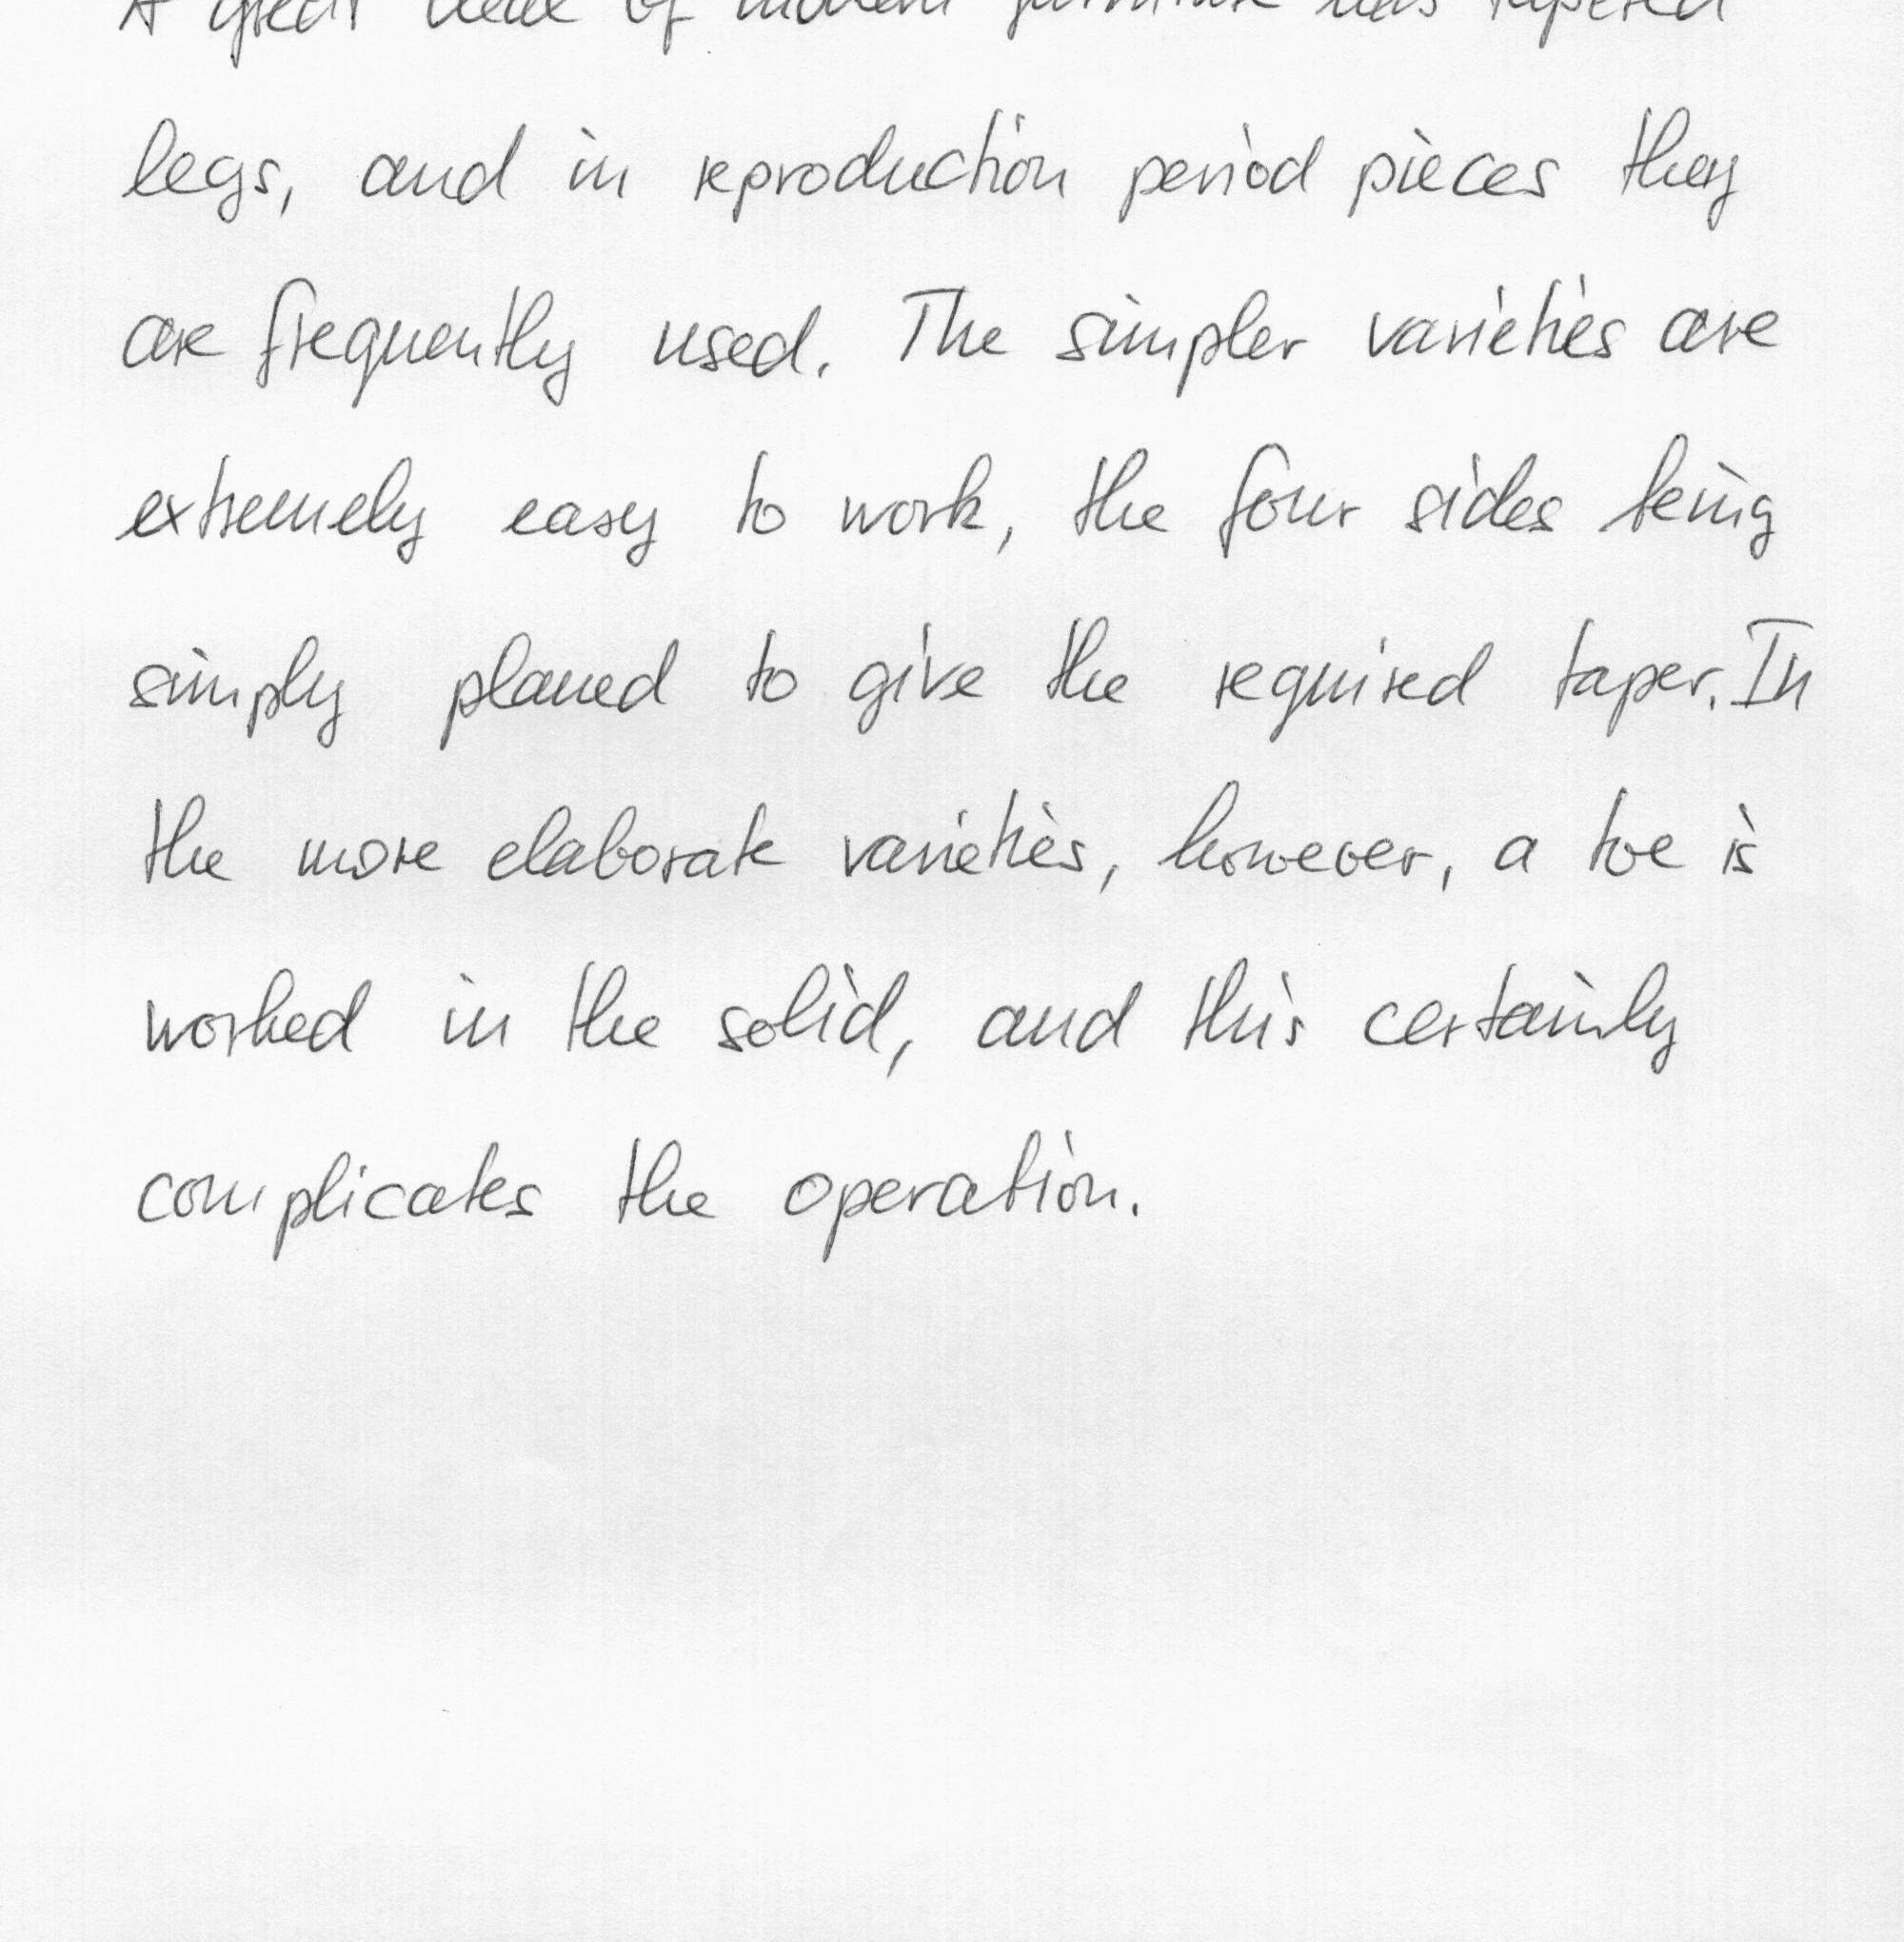 A great deal of modern furniture has tapered
legs, and in reproduction period pieces they
are frequently used. The simpler varieties are
extremely easy to work, the four sides being
simply planed to give the required taper. In
the more elaborate varieties, however, a toe is
worked in the solid, and this certainly
complicates the operation.